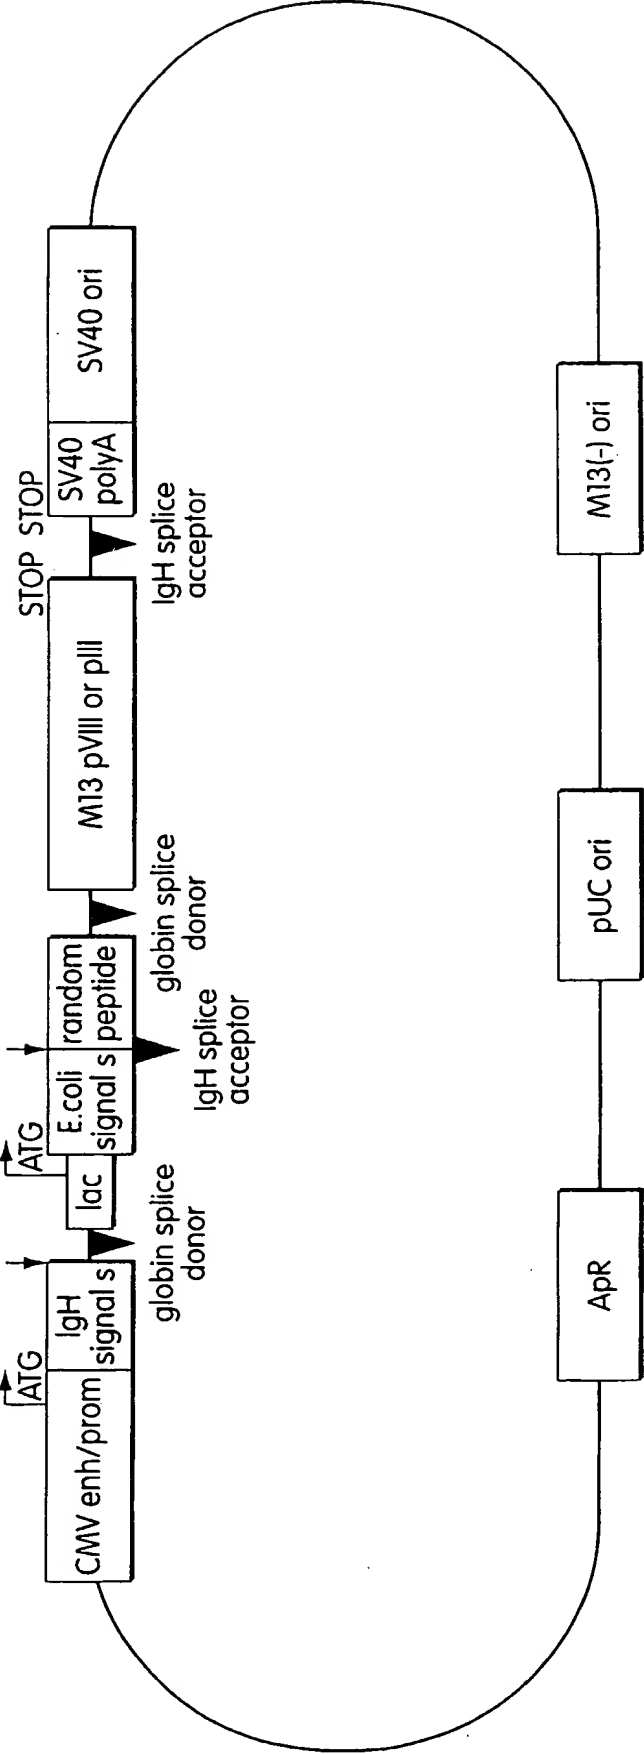 ATG
CMV enh/prom
IgH
signal s
globin splice
donor
ATG
lac
E.coli
signal s
random
peptide
IgH splice
acceptor
globin splice
donor
M13 pVIII or pIII
STOP STOP
IgH splice
acceptor
SV40
polyA
SV40 ori
ApR
pUC ori
M13(-) ori